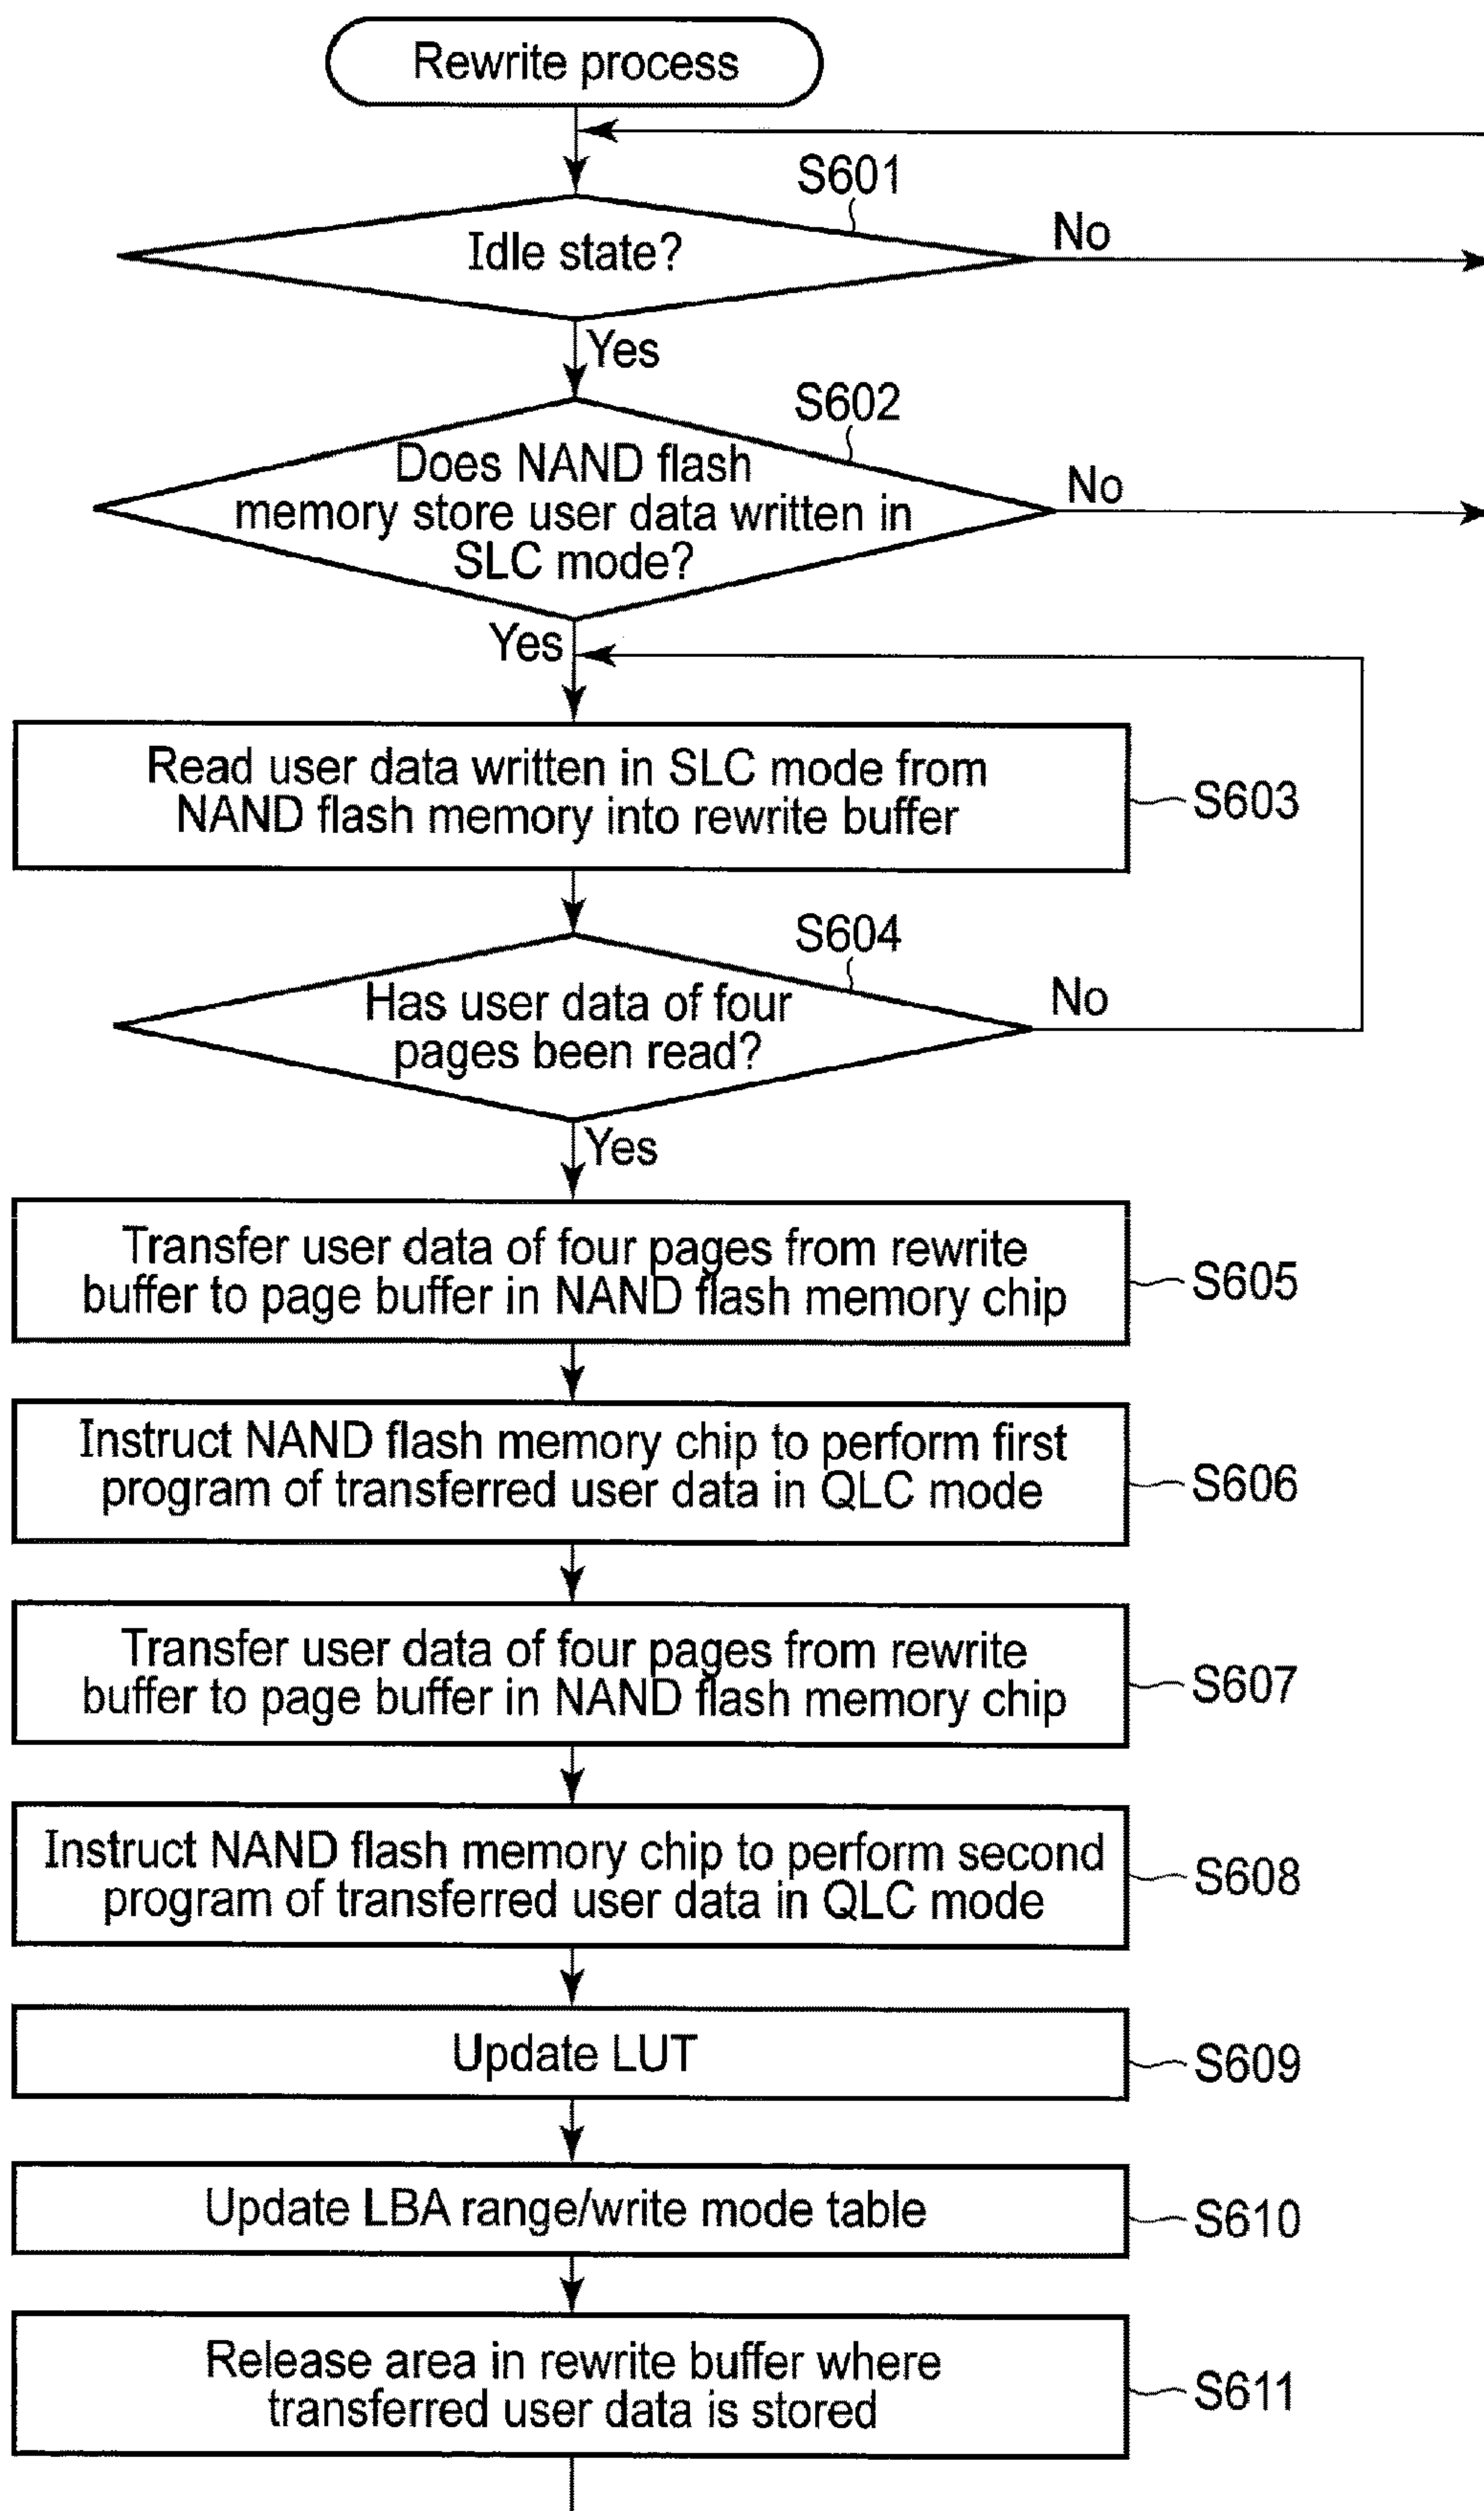 Rewrite process
S601
Idle state?
No
Yes
S602
Does NAND flash
memory store user data written in
SLC mode?
No
Yes
Read user data written in SLC mode from
NAND flash memory into rewrite buffer
S603
S604
Has user data of four
pages been read?
No
Yes
Transfer user data of four pages from rewrite
buffer to page buffer in NAND flash memory chip
S605
Instruct NAND flash memory chip to perform first
program of transferred user data in QLC mode
S606
Transfer user data of four pages from rewrite
buffer to page buffer in NAND flash memory chip
S607
Instruct NAND flash memory chip to perform second
program of transferred user data in QLC mode
S608
Update LUT
S609
Update LBA range/write mode table
S610
Release area in rewrite buffer where
transferred user data is stored
S611